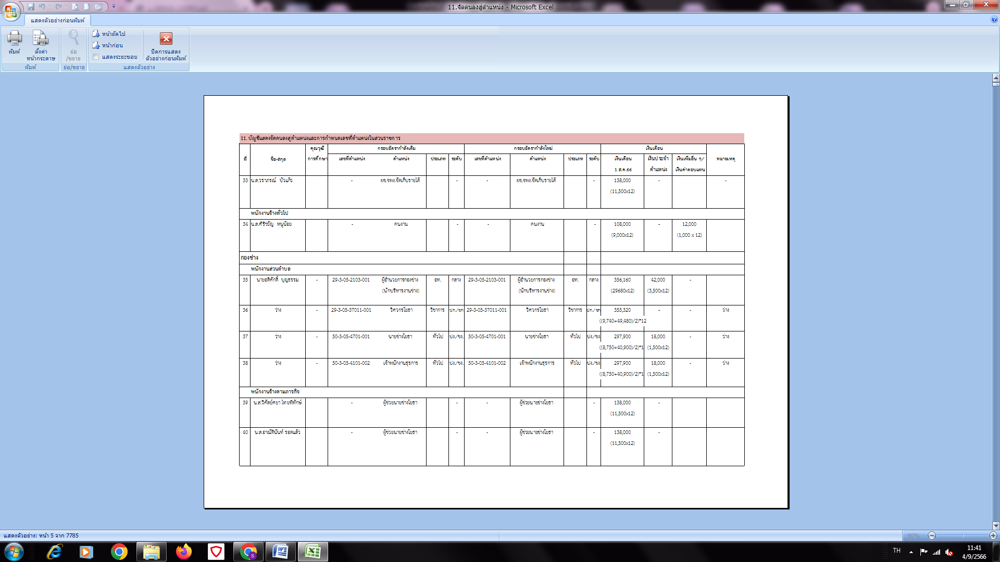 11.จัดคนลงสู่ตำแหน่ง - Microsoft Excel
แสดงตัวอย่างก่อนพิมพ์
พิมพ์
ตั้งค่า
หน้ากระดาษ
ย่อ
/ขยาย
หน้าถัดไป
หน้าก่อน
แสดงระยะขอบ
ปิดการแสดง
ตัวอย่างก่อนพิมพ์
พิมพ์ ย่อ/ขยาย แสดงตัวอย่าง
11. บัญชีแสดงจัดคนลงสู่ตำแหน่งและการกำหนดเลขที่ตำแหน่งในส่วนราชการ
คุณวุฒิ กรอบอัตรากำลังเดิม กรอบอัตรากำลังใหม่ เงินเดือน
ที่ ชื่อ-สกุล การศึกษา เลขที่ตำแหน่ง ตำแหน่ง ประเภท ระดับ เลขที่ตำแหน่ง ตำแหน่ง ประเภท ระดับ เงินเดือน เงินประจำ เงินเพิ่มอื่น ๆ/ หมายเหตุ
1 ส.ค.66 ตำแหน่ง เงินค่าตอบแทน
33 น.ส.วราภรณ์ บัวแก้ว - ผช.จพง.จัดเก็บรายได้ - - ผช.จพง.จัดเก็บรายได้ - 138,000 - -
(11,500x12)
พนักงานจ้างทั่วไป
34 น.ส.ศิริขวัญ หนูน้อย - คนงาน - - คนงาน - 108,000 - 12,000
(9,000x12) (1,000 x 12)
กองช่าง
พนักงานส่วนตำบล
35 นายอดิศักดิ์ บุญธรรม - 29-3-05-2103-001 ผู้อำนวยการกองช่าง อท. กลาง 29-3-05-2103-001 ผู้อำนวยการกองช่าง อท. กลาง 356,160 42,000 -
(นักบริหารงานช่าง) (นักบริหารงานช่าง) (29680x12) (3,500x12)
36 ว่าง - 29-3-05-37011-001 วิศวกรโยธา วิชาการ ปก./ชก 29-3-05-37011-001 วิศวกรโยธา วิชาการ ปก./ชก 355,320 - - ว่าง
((9,740+49,480)/2)*12
37 ว่าง - 50-3-05-4701-001 นายช่างโยธา ทั่วไป ปง./ชง. 50-3-05-4701-001 นายช่างโยธา ทั่วไป ปง./ชง. 297,900 18,000 - ว่าง
((8,750+40,900)/2)*1 (1,500x12)
38 ว่าง - 50-3-05-4101-002 เจ้าพนักงานธุรการ ทั่วไป ปง./ชง. 50-3-05-4101-002 เจ้าพนักงานธุรการ ทั่วไป ปง./ชง. 297,900 18,000 - ว่าง
((8,750+40,900)/2)*1 (1,500x12)
พนักงานจ้างตามภารกิจ
39 น.ส.วิศัลย์ศยา ไทยพิทักษ์ - ผู้ช่วยนายช่างโยธา - - ผู้ช่วยนายช่างโยธา - 138,000 -
(11,500x12)
40 น.ส.อาณัตินันท์ รอดแล้ว - ผู้ช่วยนายช่างโยธา - - ผู้ช่วยนายช่างโยธา - 138,000 -
(11,500x12)
แสดงตัวอย่าง: หน้า 5 จาก 7785 90%
TH 11:41
4/9/2566